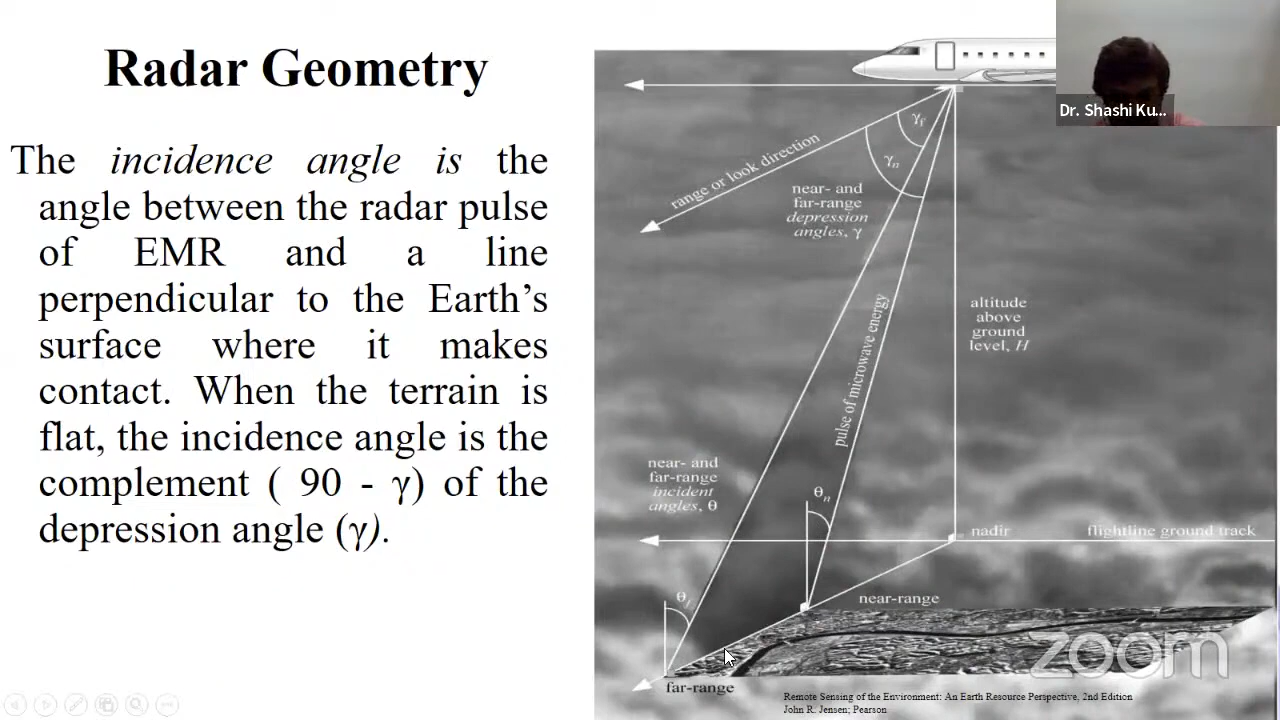 Radar Geometry
The incidence angle is the
angle between the radar pulse
of EMR and a line
perpendicular to the Earth’s
surface where it makes
contact. When the terrain is
flat, the incidence angle is the
complement ( 90 - γ) of the
depression angle (γ).
Dr. Shashi Ku...
range or look direction
γf
γn
near- and
far-range
depression
angles, γ
pulse of microwave energy
altitude
above
ground
level, H
near- and
far-range
incident
angles, θ
θn
nadir
flightline ground track
θf
near-range
far-range
zoom
Remote Sensing of the Environment: An Earth Resource Perspective, 2nd Edition
John R. Jensen; Pearson